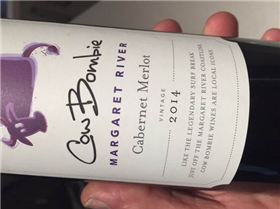 Cow Bombie
MARGARET RIVER
Cabernet Merlot
VINTAGE
2014
LIKE THE LEGENDARY SURF BREAK
JUST OFF THE MARGARET RIVER COASTLINE
COW BOMBIE WINES ARE LOCAL ICONS